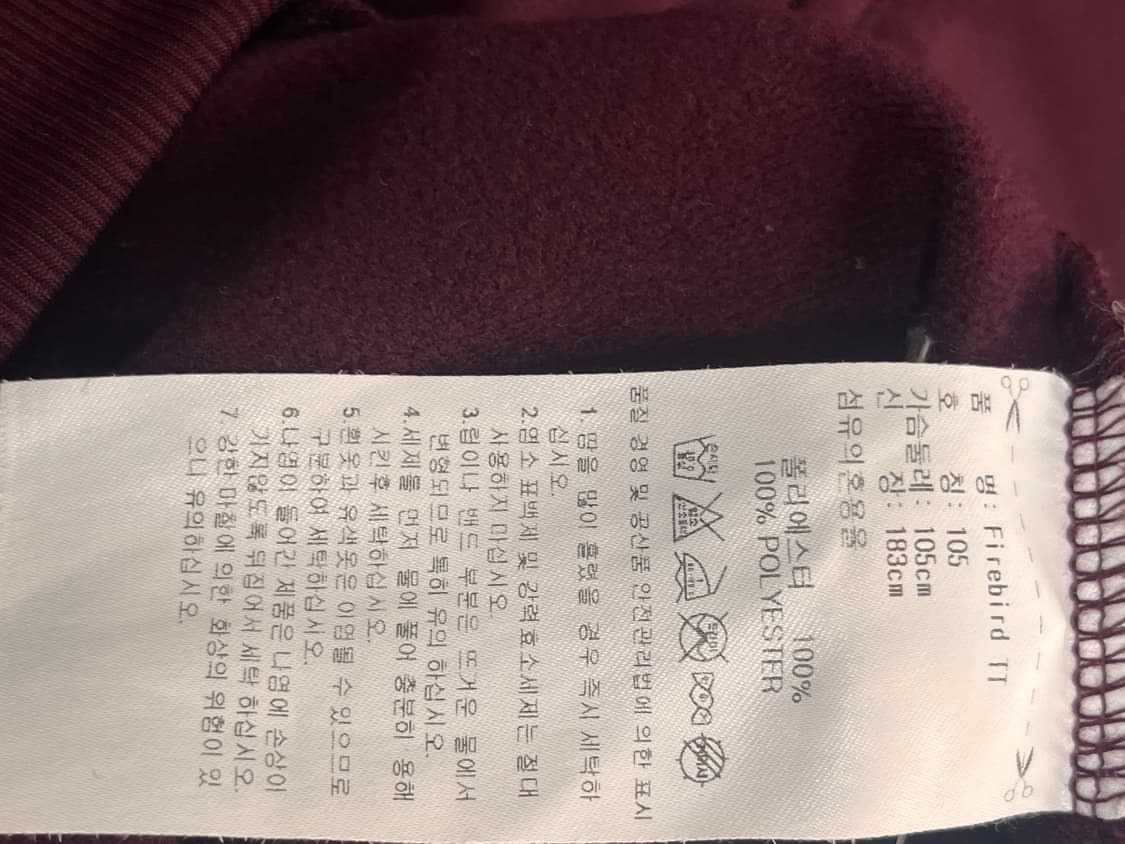 품 명: Firebird TT
호 칭: 105
가슴둘레: 105cm
신 장: 183cm
섬유의혼용율
폴리에스터 100%
100% POLYESTER
품질 경영 및 공산품 안전관리법에 의한 표시
1. 땀을 많이 흘렸을 경우 즉시 세탁하
십시오.
2.염소 표백제 및 강력효소세제는 절대
사용하지 마십시오.
3.립이나 밴드 부분은 뜨거운 물에서
변형되므로 특히 유의 하십시오.
4.세제를 먼저 물에 풀어 충분히 용해
시킨후 세탁하십시오.
5.흰옷과 유색옷은 이염될 수 있으므로
구분하여 세탁하십시오.
6.나염이 들어간 제품은 나염에 손상이
가지않도록 뒤집어서 세탁 하십시오.
7.강한 마찰에 의한 화상의 위험이 있
으니 유의하십시오.